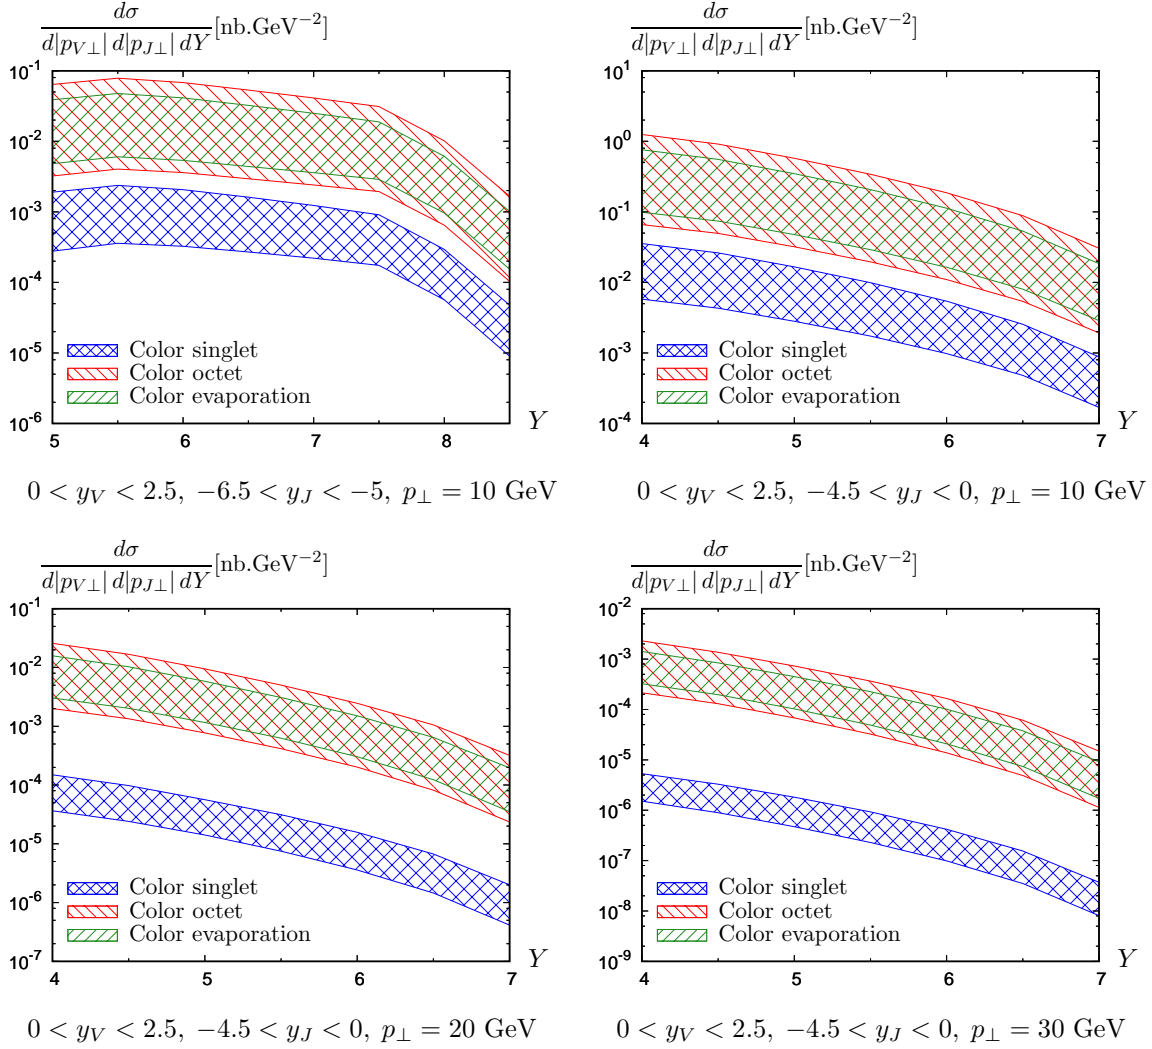 dσ
d|p_{V⊥}| d|p_{J⊥}| dY [nb.GeV^{−2}]
10^{-1}
10^{-2}
10^{-3}
10^{-4}
10^{-5}
10^{-6}
Color singlet
Color octet
Color evaporation
5 6 7 8
Y
0 < y_V < 2.5, −6.5 < y_J < −5, p_⊥ = 10 GeV
dσ
d|p_{V⊥}| d|p_{J⊥}| dY [nb.GeV^{−2}]
10^{1}
10^{0}
10^{-1}
10^{-2}
10^{-3}
10^{-4}
Color singlet
Color octet
Color evaporation
4 5 6 7
Y
0 < y_V < 2.5, −4.5 < y_J < 0, p_⊥ = 10 GeV
dσ
d|p_{V⊥}| d|p_{J⊥}| dY [nb.GeV^{−2}]
10^{-1}
10^{-2}
10^{-3}
10^{-4}
10^{-5}
10^{-6}
10^{-7}
Color singlet
Color octet
Color evaporation
4 5 6 7
Y
0 < y_V < 2.5, −4.5 < y_J < 0, p_⊥ = 20 GeV
dσ
d|p_{V⊥}| d|p_{J⊥}| dY [nb.GeV^{−2}]
10^{-2}
10^{-3}
10^{-4}
10^{-5}
10^{-6}
10^{-7}
10^{-8}
10^{-9}
Color singlet
Color octet
Color evaporation
4 5 6 7
Y
0 < y_V < 2.5, −4.5 < y_J < 0, p_⊥ = 30 GeV